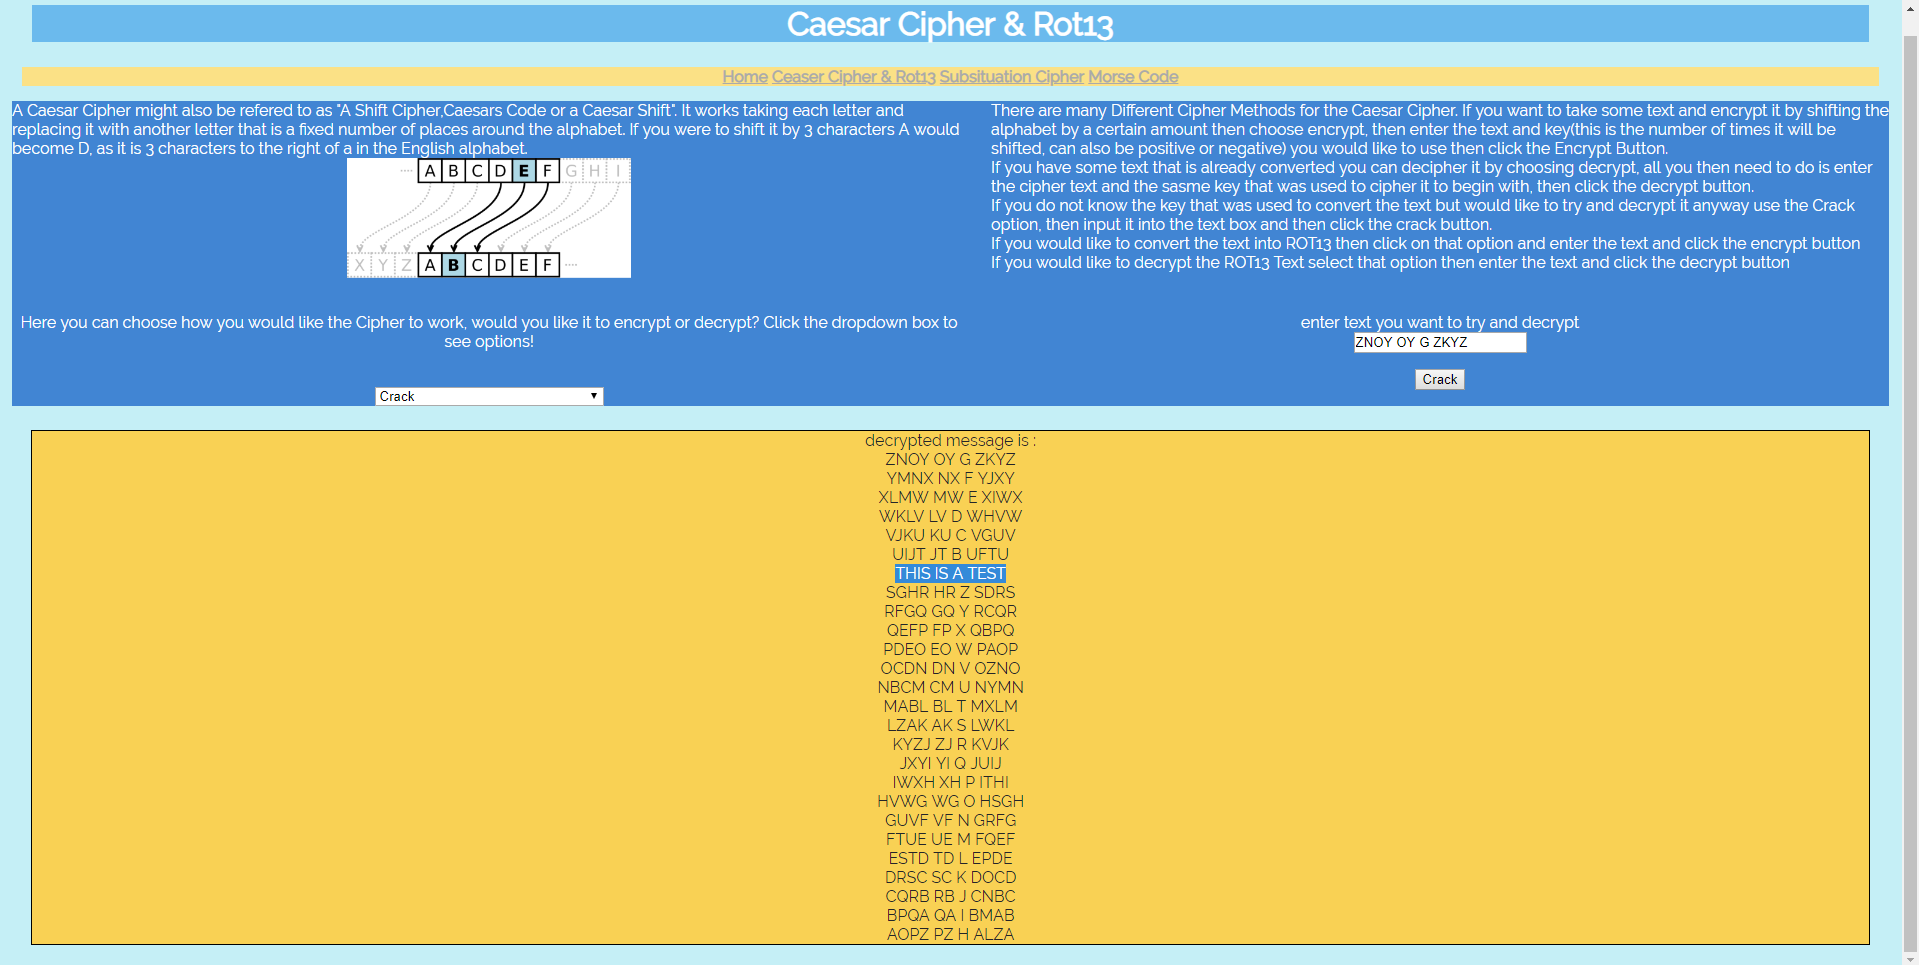 Caesar Cipher & Rot13
Home Ceaser Cipher & Rot13 Subsituation Cipher Morse Code
A Caesar Cipher might also be refered to as "A Shift Cipher,Caesars Code or a Caesar Shift". It works taking each letter and
replacing it with another letter that is a fixed number of places around the alphabet. If you were to shift it by 3 characters A would
become D, as it is 3 characters to the right of a in the English alphabet.
A B C D E F G H I
X Y Z A B C D E F
There are many Different Cipher Methods for the Caesar Cipher. If you want to take some text and encrypt it by shifting the
alphabet by a certain amount then choose encrypt, then enter the text and key(this is the number of times it will be
shifted, can also be positive or negative) you would like to use then click the Encrypt Button.
If you have some text that is already converted you can decipher it by choosing decrypt, all you then need to do is enter
the cipher text and the sasme key that was used to cipher it to begin with, then click the decrypt button.
If you do not know the key that was used to convert the text but would like to try and decrypt it anyway use the Crack
option, then input it into the text box and then click the crack button.
If you would like to convert the text into ROT13 then click on that option and enter the text and click the encrypt button
If you would like to decrypt the ROT13 Text select that option then enter the text and click the decrypt button
Here you can choose how you would like the Cipher to work, would you like it to encrypt or decrypt? Click the dropdown box to
see options!
Crack
enter text you want to try and decrypt
ZNOY OY G ZKYZ
Crack
decrypted message is :
ZNOY OY G ZKYZ
YMNX NX F YJXY
XLMW MW E XIWX
WKLV LV D WHVW
VJKU KU C VGUV
UIJT JT B UFTU
THIS IS A TEST
SGHR HR Z SDRS
RFGQ GQ Y RCQR
QEFP FP X QBPQ
PDEO EO W PAOP
OCDN DN V OZNO
NBCM CM U NYMN
MABL BL T MXLM
LZAK AK S LWKL
KYZJ ZJ R KVJK
JXYI YI Q JUIJ
IWXH XH P ITHI
HVWG WG O HSGH
GUVF VF N GRFG
FTUE UE M FQEF
ESTD TD L EPDE
DRSC SC K DOCD
CQRB RB J CNBC
BPQA QA I BMAB
AOPZ PZ H ALZA